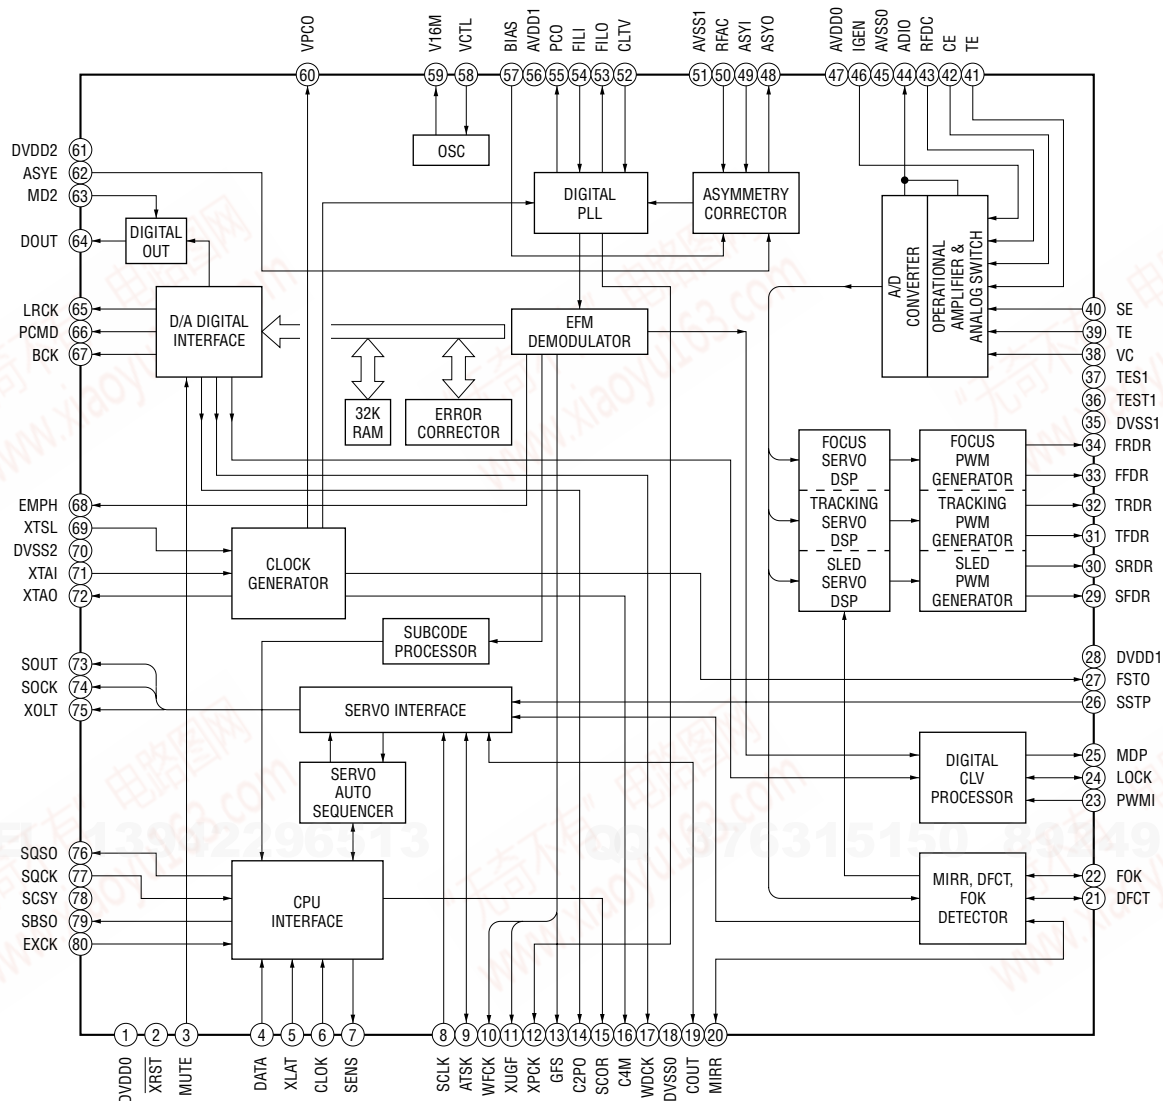 VPCO
V16M
VCTL
BIAS
AVDD1
PCO
FILI
FILO
CLTV
AVSS1
RFAC
ASYI
ASYO
AVDD0
IGEN
AVSS0
ADIO
RFDC
CE
TE
60
59
58
57
56
55
54
53
52
51
50
49
48
47
46
45
44
43
42
41
DVDD2 61
ASYE 62
MD2 63
DOUT 64
LRCK 65
PCMD 66
BCK 67
EMPH 68
XTSL 69
DVSS2 70
XTAI 71
XTAO 72
SOUT 73
SOCK 74
XOLT 75
SQSO 76
SQCK 77
SCSY 78
SBSO 79
EXCK 80
OSC
DIGITAL
PLL
ASYMMETRY
CORRECTOR
DIGITAL
OUT
D/A DIGITAL
INTERFACE
EFM
DEMODULATOR
A/D
CONVERTER
OPERATIONAL
AMPLIFIER &
ANALOG SWITCH
32K
RAM
ERROR
CORRECTOR
FOCUS
SERVO
DSP
TRACKING
SERVO
DSP
SLED
SERVO
DSP
FOCUS
PWM
GENERATOR
TRACKING
PWM
GENERATOR
SLED
PWM
GENERATOR
CLOCK
GENERATOR
SUBCODE
PROCESSOR
SERVO INTERFACE
SERVO
AUTO
SEQUENCER
DIGITAL
CLV
PROCESSOR
CPU
INTERFACE
MIRR, DFCT,
FOK
DETECTOR
40 SE
39 TE
38 VC
37 TES1
36 TEST1
35 DVSS1
34 FRDR
33 FFDR
32 TRDR
31 TFDR
30 SRDR
29 SFDR
28 DVDD1
27 FSTO
26 SSTP
25 MDP
24 LOCK
23 PWMI
22 FOK
21 DFCT
1
2
3
4
5
6
7
8
9
10
11
12
13
14
15
16
17
18
19
20
DVDD0
XRST
MUTE
DATA
XLAT
CLOK
SENS
SCLK
ATSK
WFCK
XUGF
XPCK
GFS
C2PO
SCOR
C4M
WDCK
DVSS0
COUT
MIRR